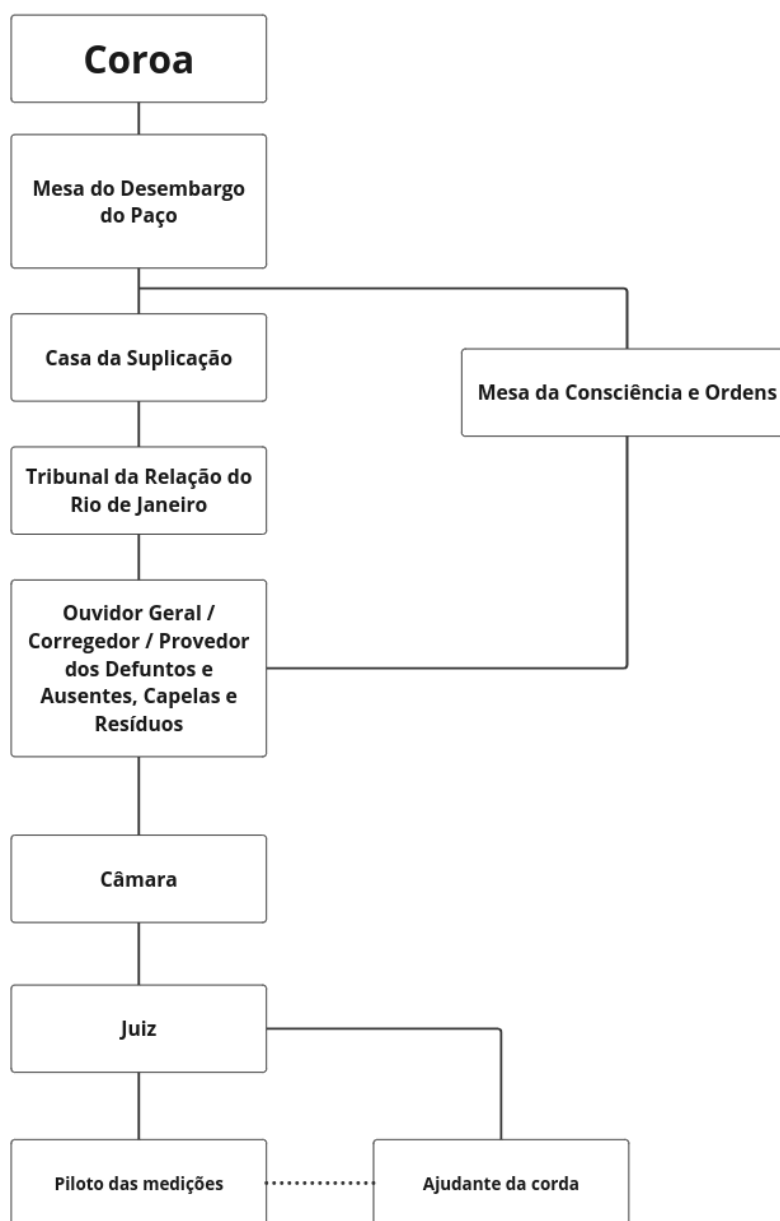 Coroa
Mesa do Desembargo
do Paço
Casa da Suplicação
Mesa da Consciência e Ordens
Tribunal da Relação do
Rio de Janeiro
Ouvidor Geral /
Corregedor / Provedor
dos Defuntos e
Ausentes, Capelas e
Resíduos
Câmara
Juiz
Piloto das medições
Ajudante da corda